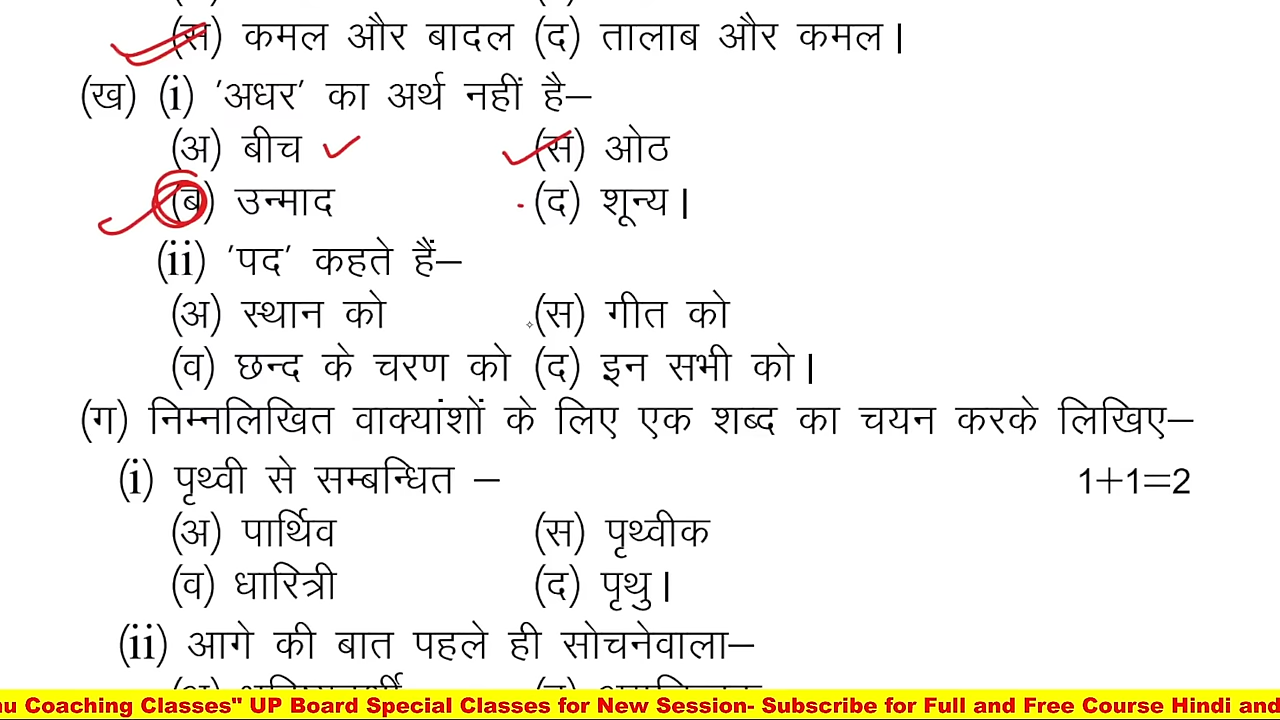 (स) कमल और बादल (द) तालाब और कमल।
(ख) (i) 'अधर' का अर्थ नहीं है–
(अ) बीच (स) ओठ
(ब) उन्माद (द) शून्य।
(ii) 'पद' कहते हैं–
(अ) स्थान को (स) गीत को
(व) छन्द के चरण को (द) इन सभी को।
(ग) निम्नलिखित वाक्यांशों के लिए एक शब्द का चयन करके लिखिए–
(i) पृथ्वी से सम्बन्धित – 1+1=2
(अ) पार्थिव (स) पृथ्वीक
(व) धारित्री (द) पृथु।
(ii) आगे की बात पहले ही सोचनेवाला–
Coaching Classes" UP Board Special Classes for New Session- Subscribe for Full and Free Course Hindi and